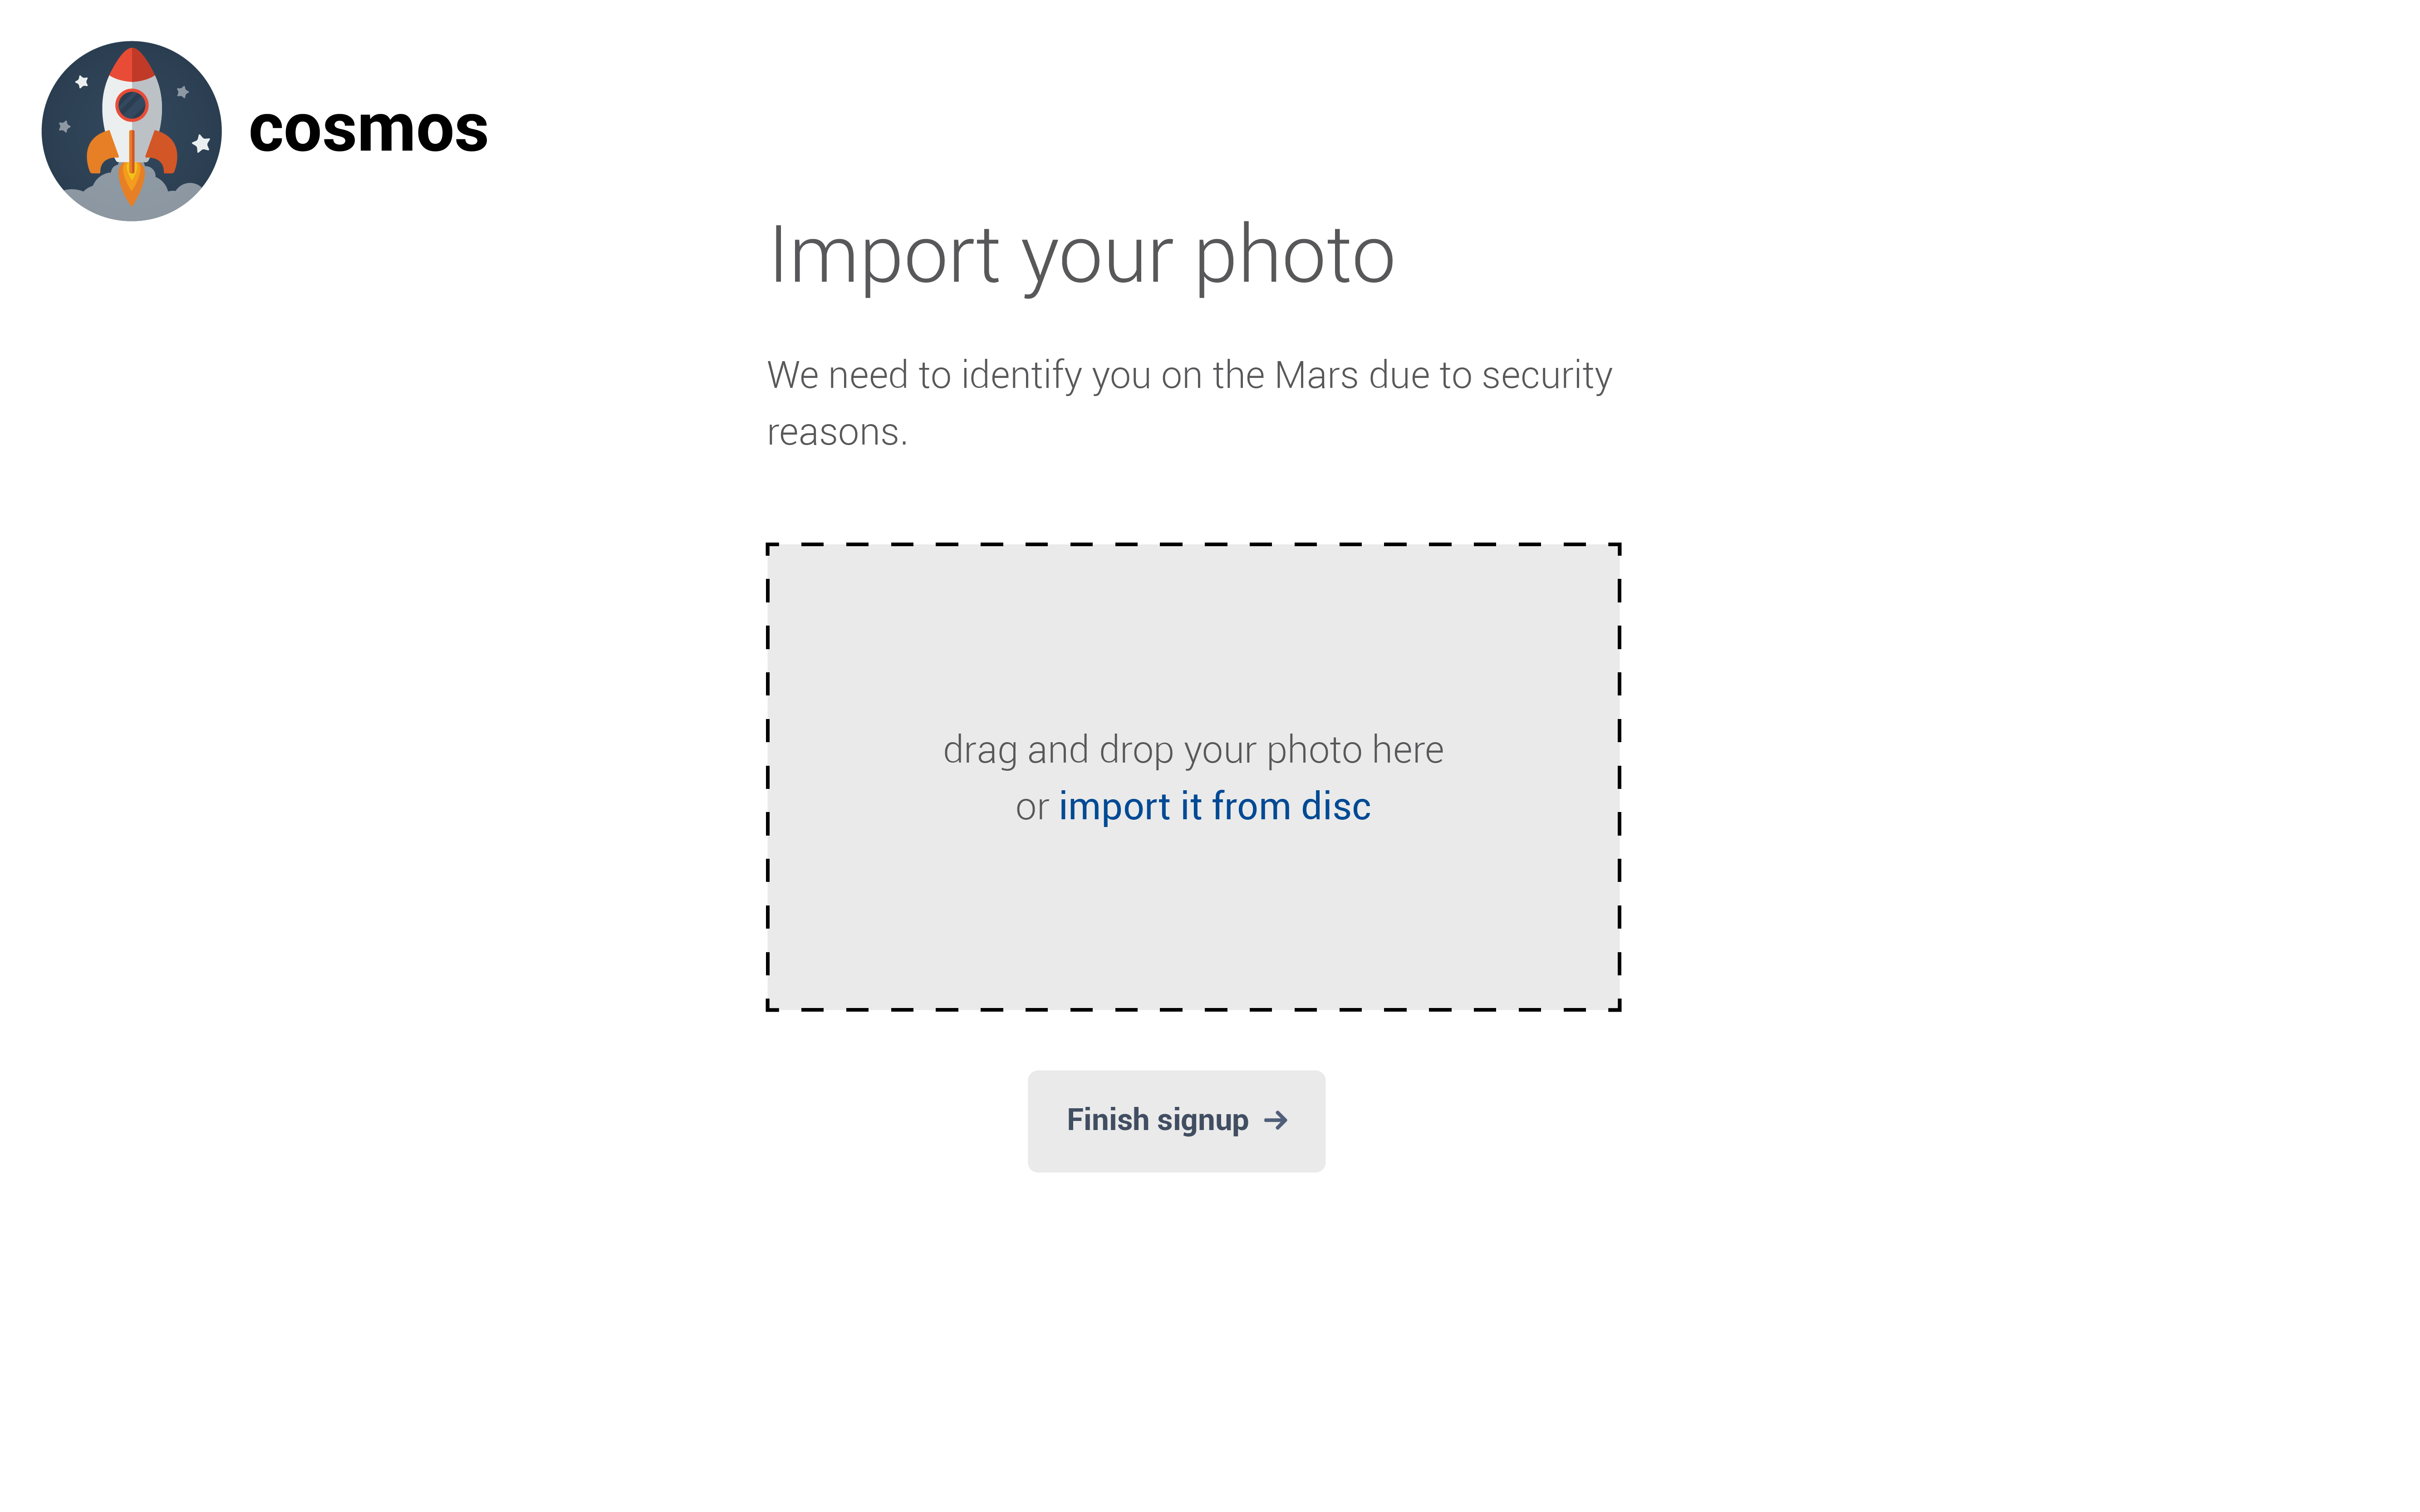 cosmos
Import your photo
We need to identify you on the Mars due to security
reasons.
drag and drop your photo here
or import it from disc
Finish signup →